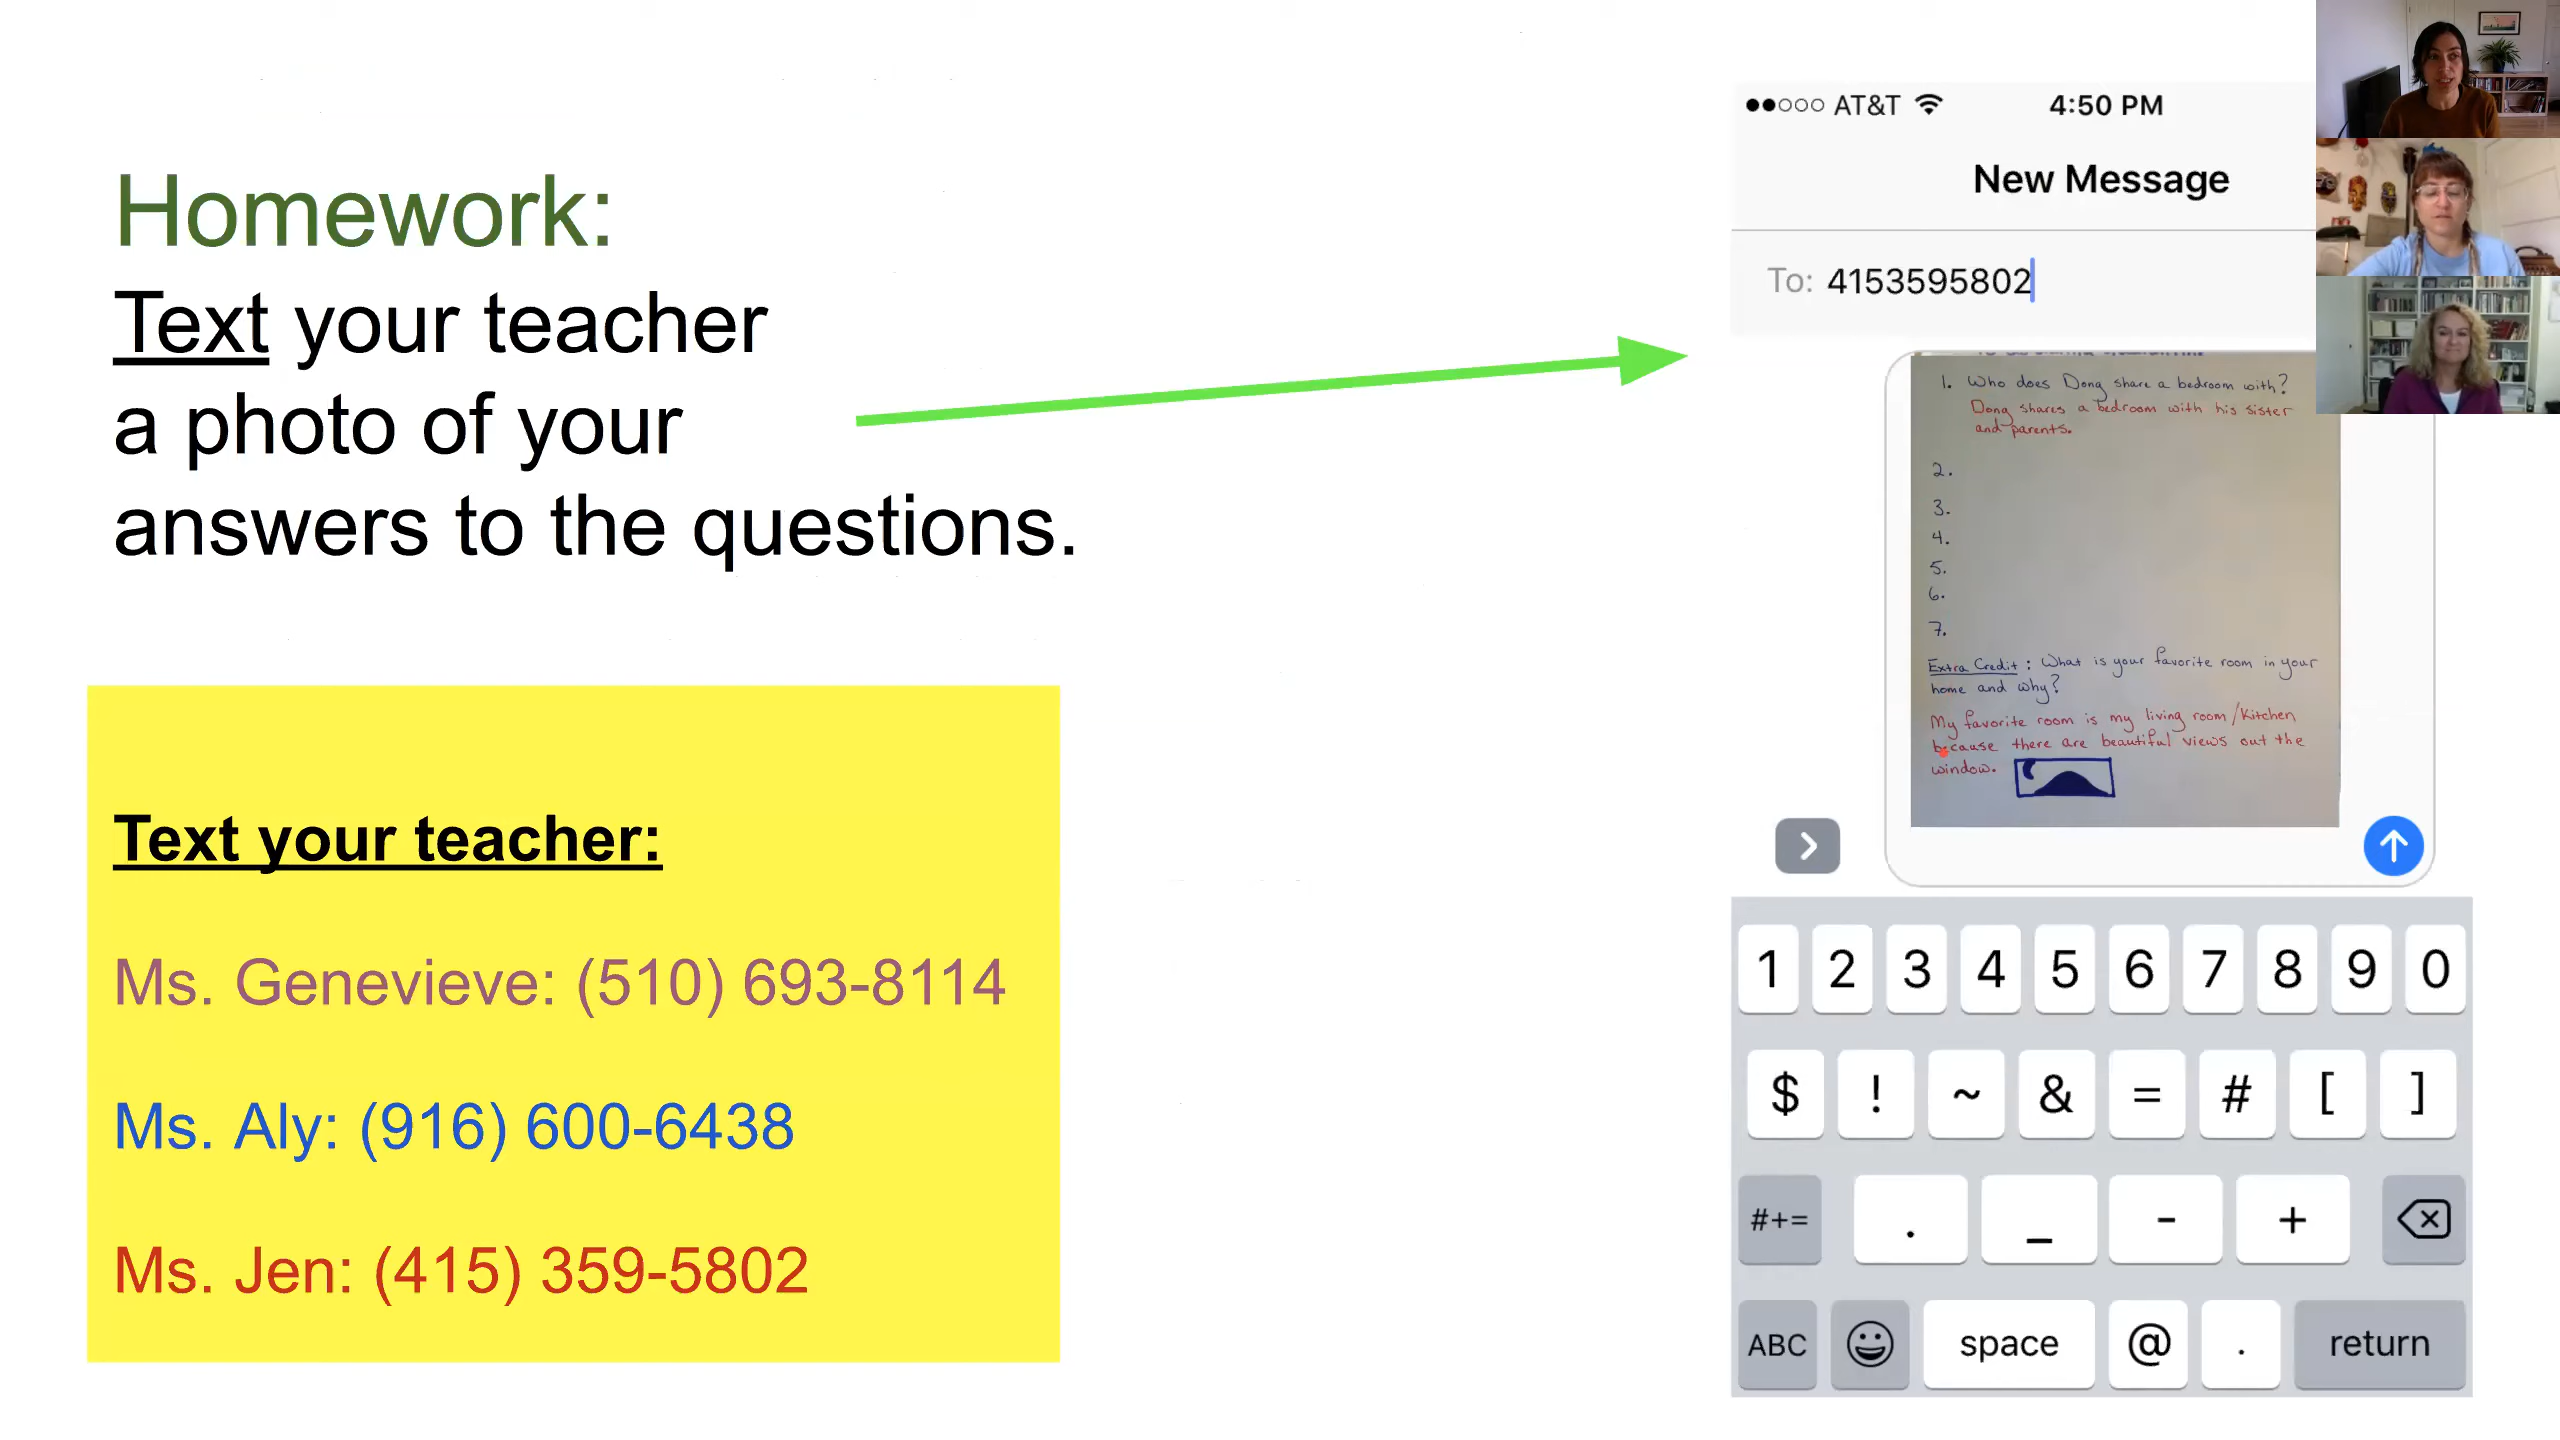 Homework:
Text your teacher
a photo of your
answers to the questions.
Text your teacher:
Ms. Genevieve: (510) 693-8114
Ms. Aly: (916) 600-6438
Ms. Jen: (415) 359-5802
AT&T 4:50 PM
New Message
To: 4153595802
1. Who does Dong share a bedroom with?
Dong shares a bedroom with his sister
and parents.
2.
3.
4.
5.
6.
7.
Extra Credit: What is your favorite room in your
home and why?
My favorite room is my living room/kitchen
because there are beautiful views out the
window.
1 2 3 4 5 6 7 8 9 0
$ ! ~ & = # [ ]
#+= . _ - +
ABC space @ . return